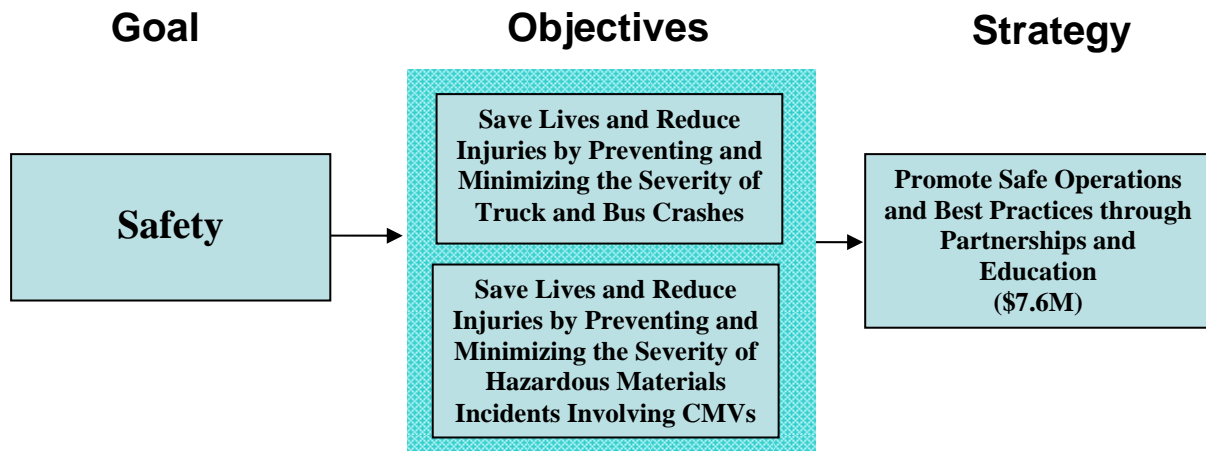 Goal
Objectives
Strategy
Safety
Save Lives and Reduce
Injuries by Preventing and
Minimizing the Severity of
Truck and Bus Crashes
Save Lives and Reduce
Injuries by Preventing and
Minimizing the Severity of
Hazardous Materials
Incidents Involving CMVs
Promote Safe Operations
and Best Practices through
Partnerships and
Education
($7.6M)